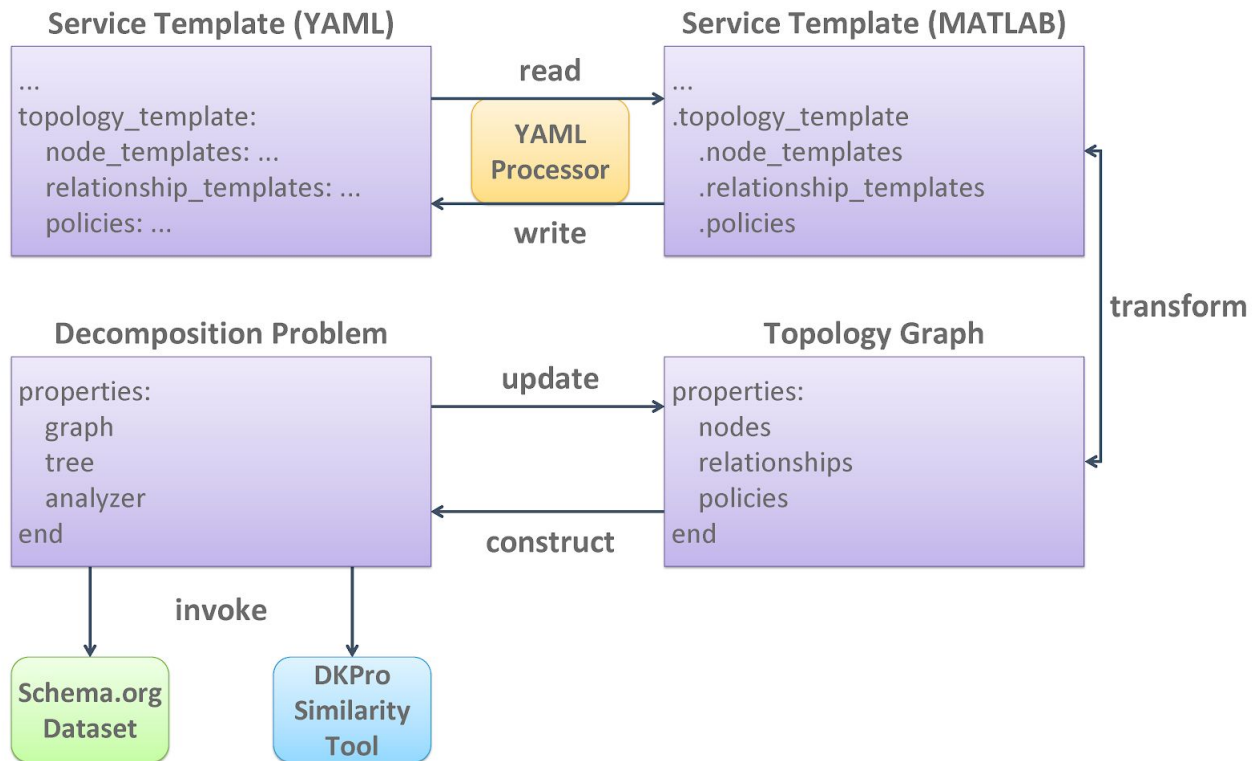 Service Template (YAML)
...
topology_template:
node_templates: ...
relationship_templates: ...
policies: ...
read
YAML
Processor
write
Service Template (MATLAB)
...
.topology_template
.node_templates
.relationship_templates
.policies
transform
Decomposition Problem
properties:
graph
tree
analyzer
end
update
construct
Topology Graph
properties:
nodes
relationships
policies
end
invoke
Schema.org
Dataset
DKPro
Similarity
Tool